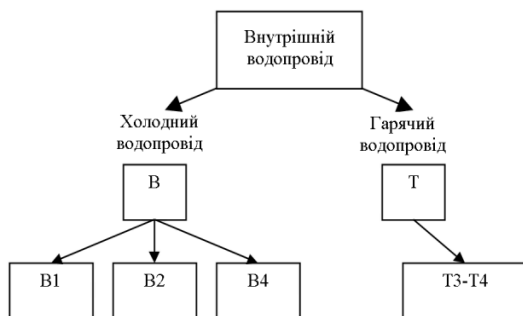 Внутрішній
водопровід
Холодний
водопровід
Гарячий
водопровід
В
Т
В1
В2
В4
Т3-Т4